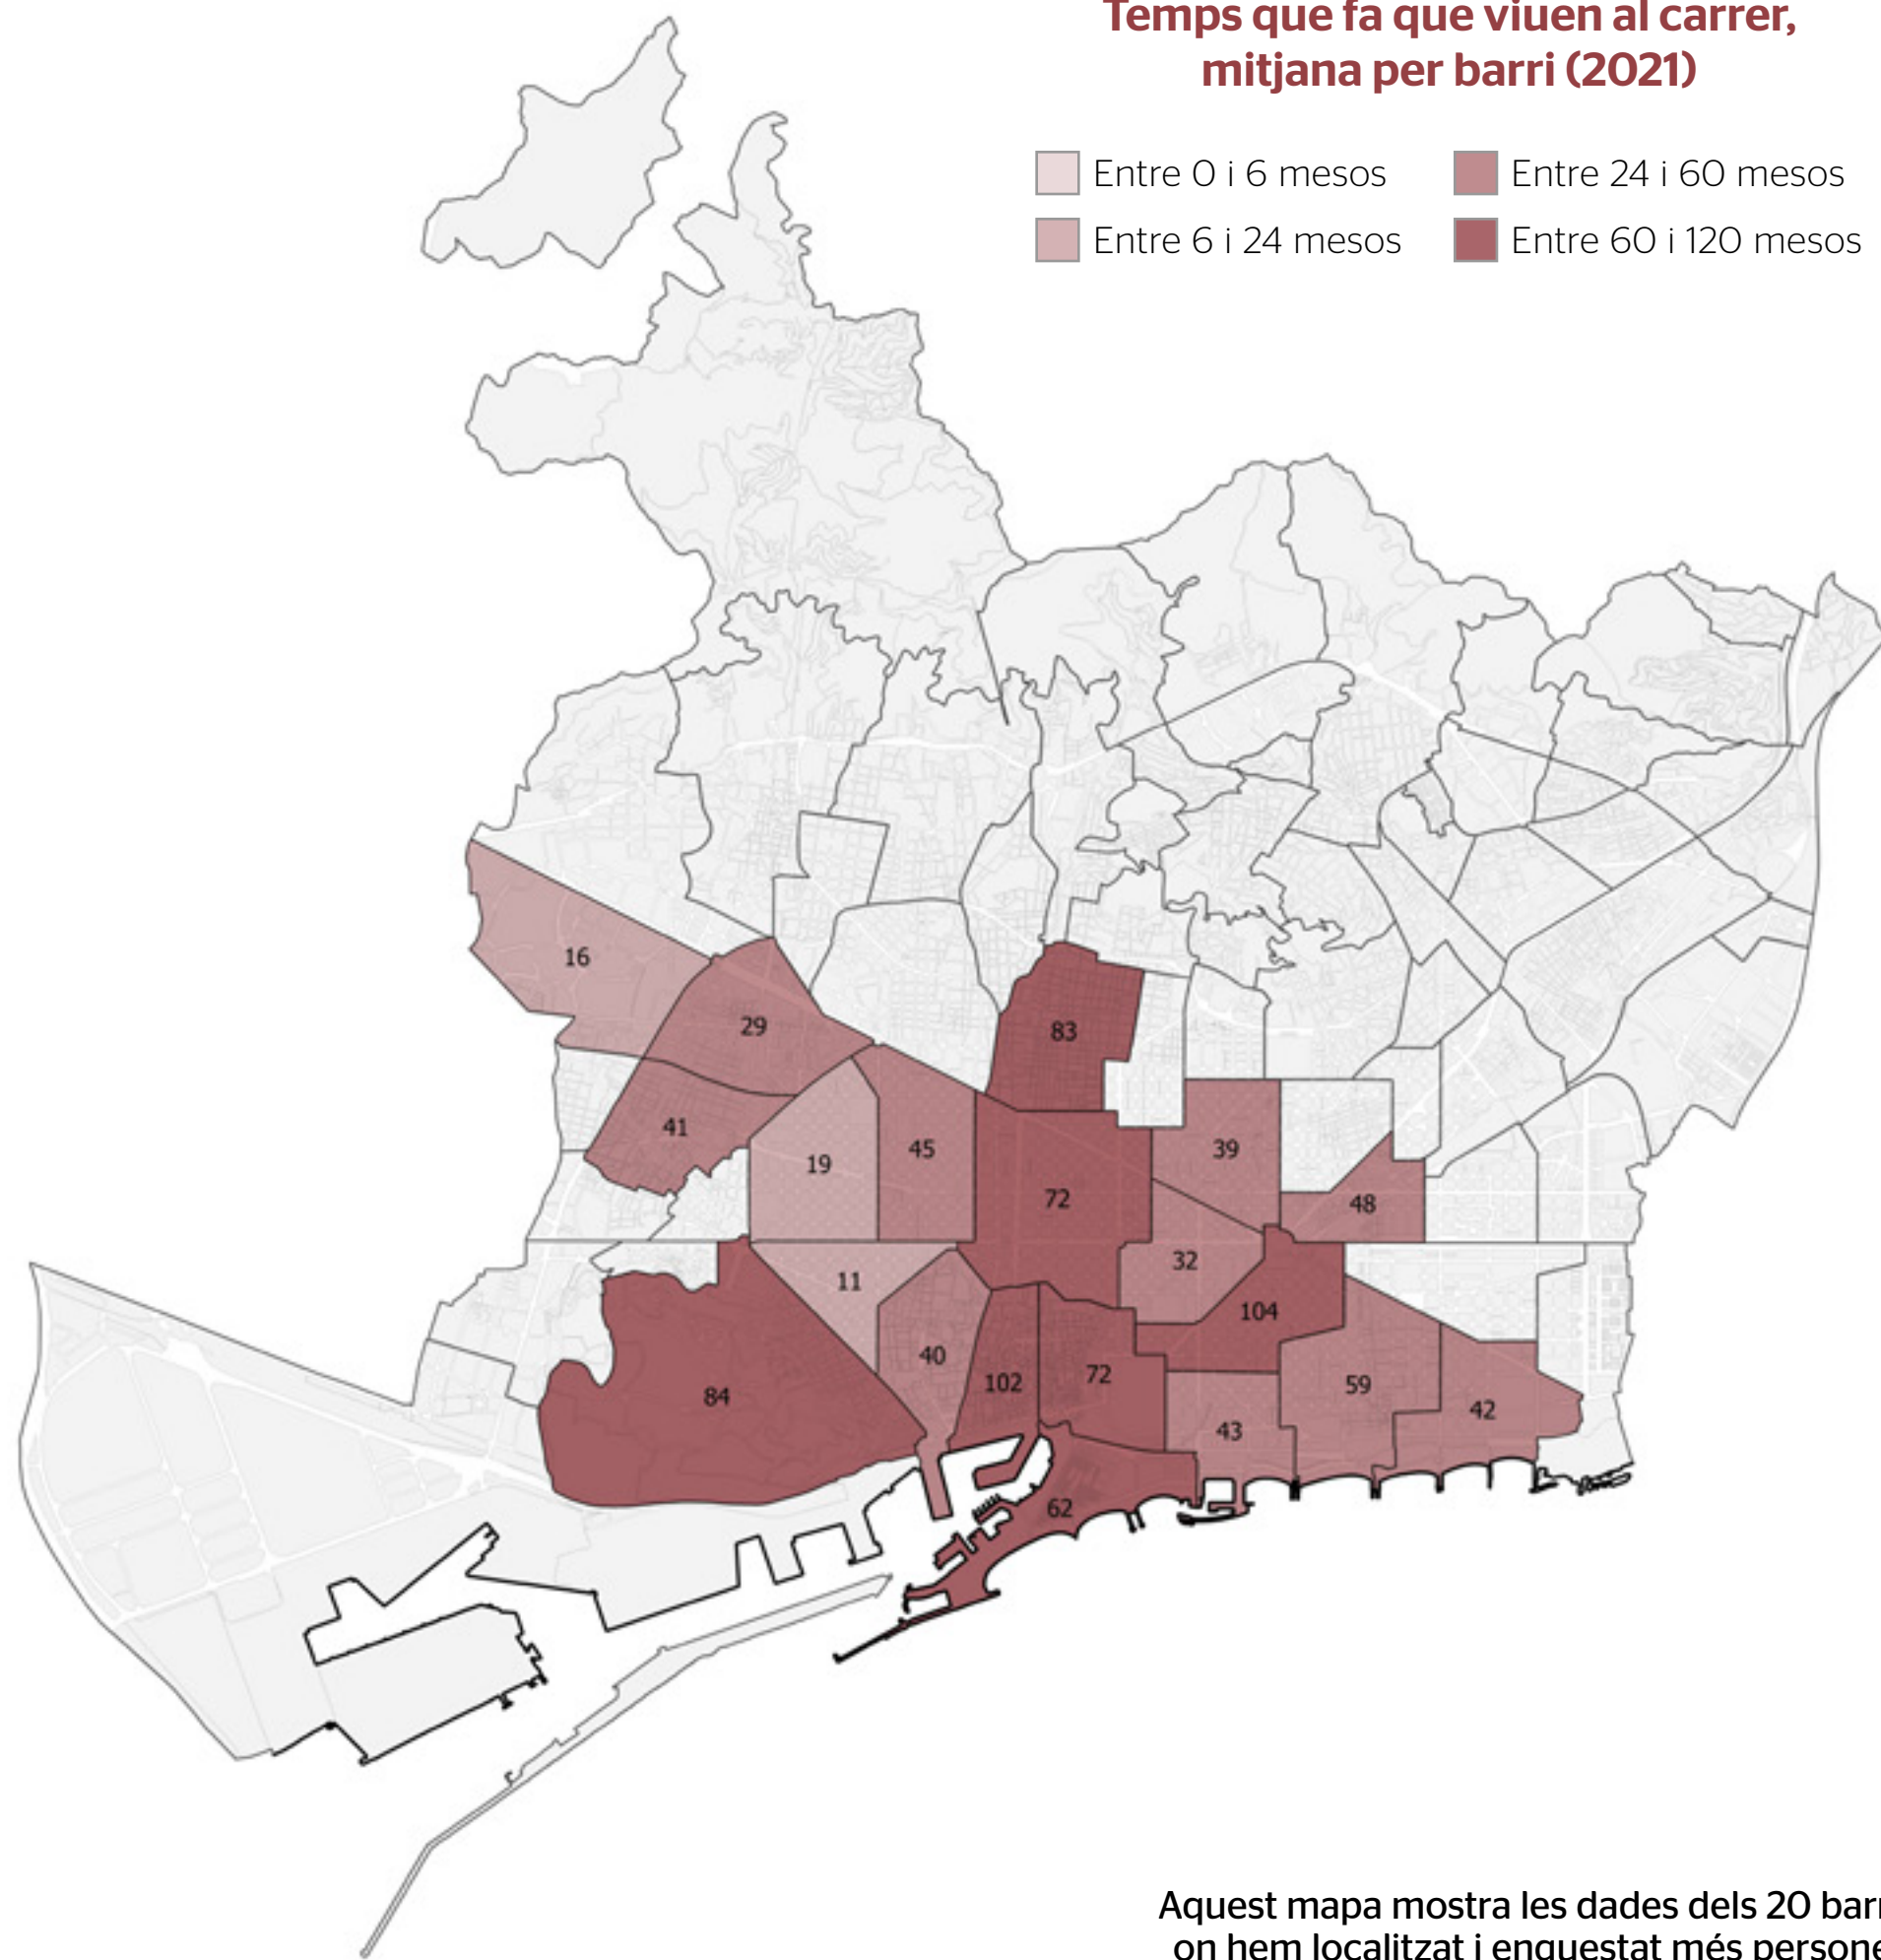 Temps que fa que viuen al carrer,
mitjana per barri (2021)
Entre 0 i 6 mesos
Entre 24 i 60 mesos
Entre 6 i 24 mesos
Entre 60 i 120 mesos
16
29
83
41
19
45
39
72
48
32
11
104
40
102
72
59
84
42
43
62
Aquest mapa mostra les dades dels 20 barr
on hem localitzat i enquestat més persone